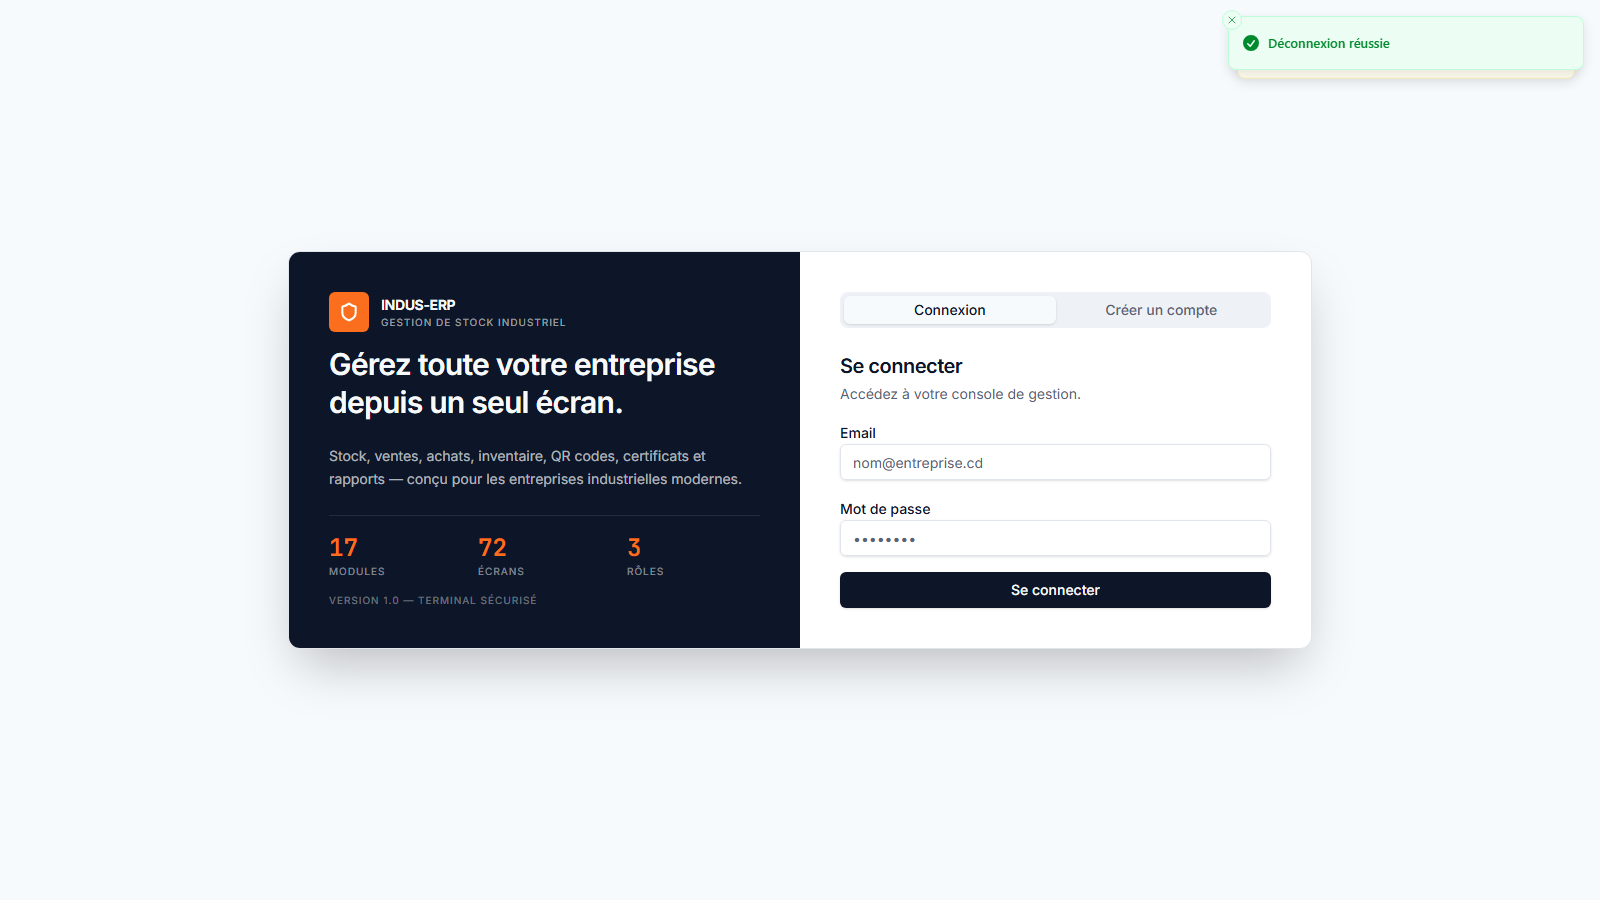 Déconnexion réussie
INDUS-ERP
GESTION DE STOCK INDUSTRIEL
Gérez toute votre entreprise
depuis un seul écran.
Stock, ventes, achats, inventaire, QR codes, certificats et
rapports — conçu pour les entreprises industrielles modernes.
17
MODULES
72
ÉCRANS
3
RÔLES
VERSION 1.0 — TERMINAL SÉCURISÉ
Connexion
Créer un compte
Se connecter
Accédez à votre console de gestion.
Email
nom@entreprise.cd
Mot de passe
••••••••
Se connecter